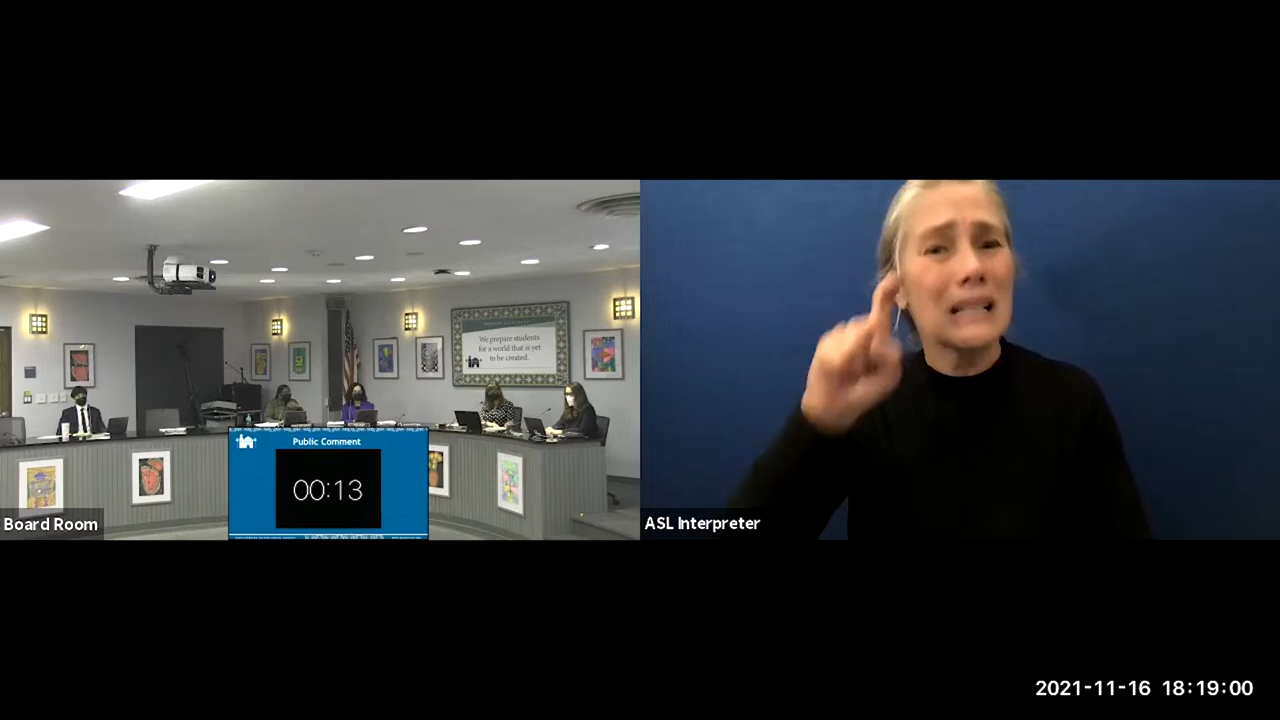 We prepare students
for a world that is yet
to be created.
Public Comment
00:13
Board Room
ASL Interpreter
2021-11-16 18:19:00